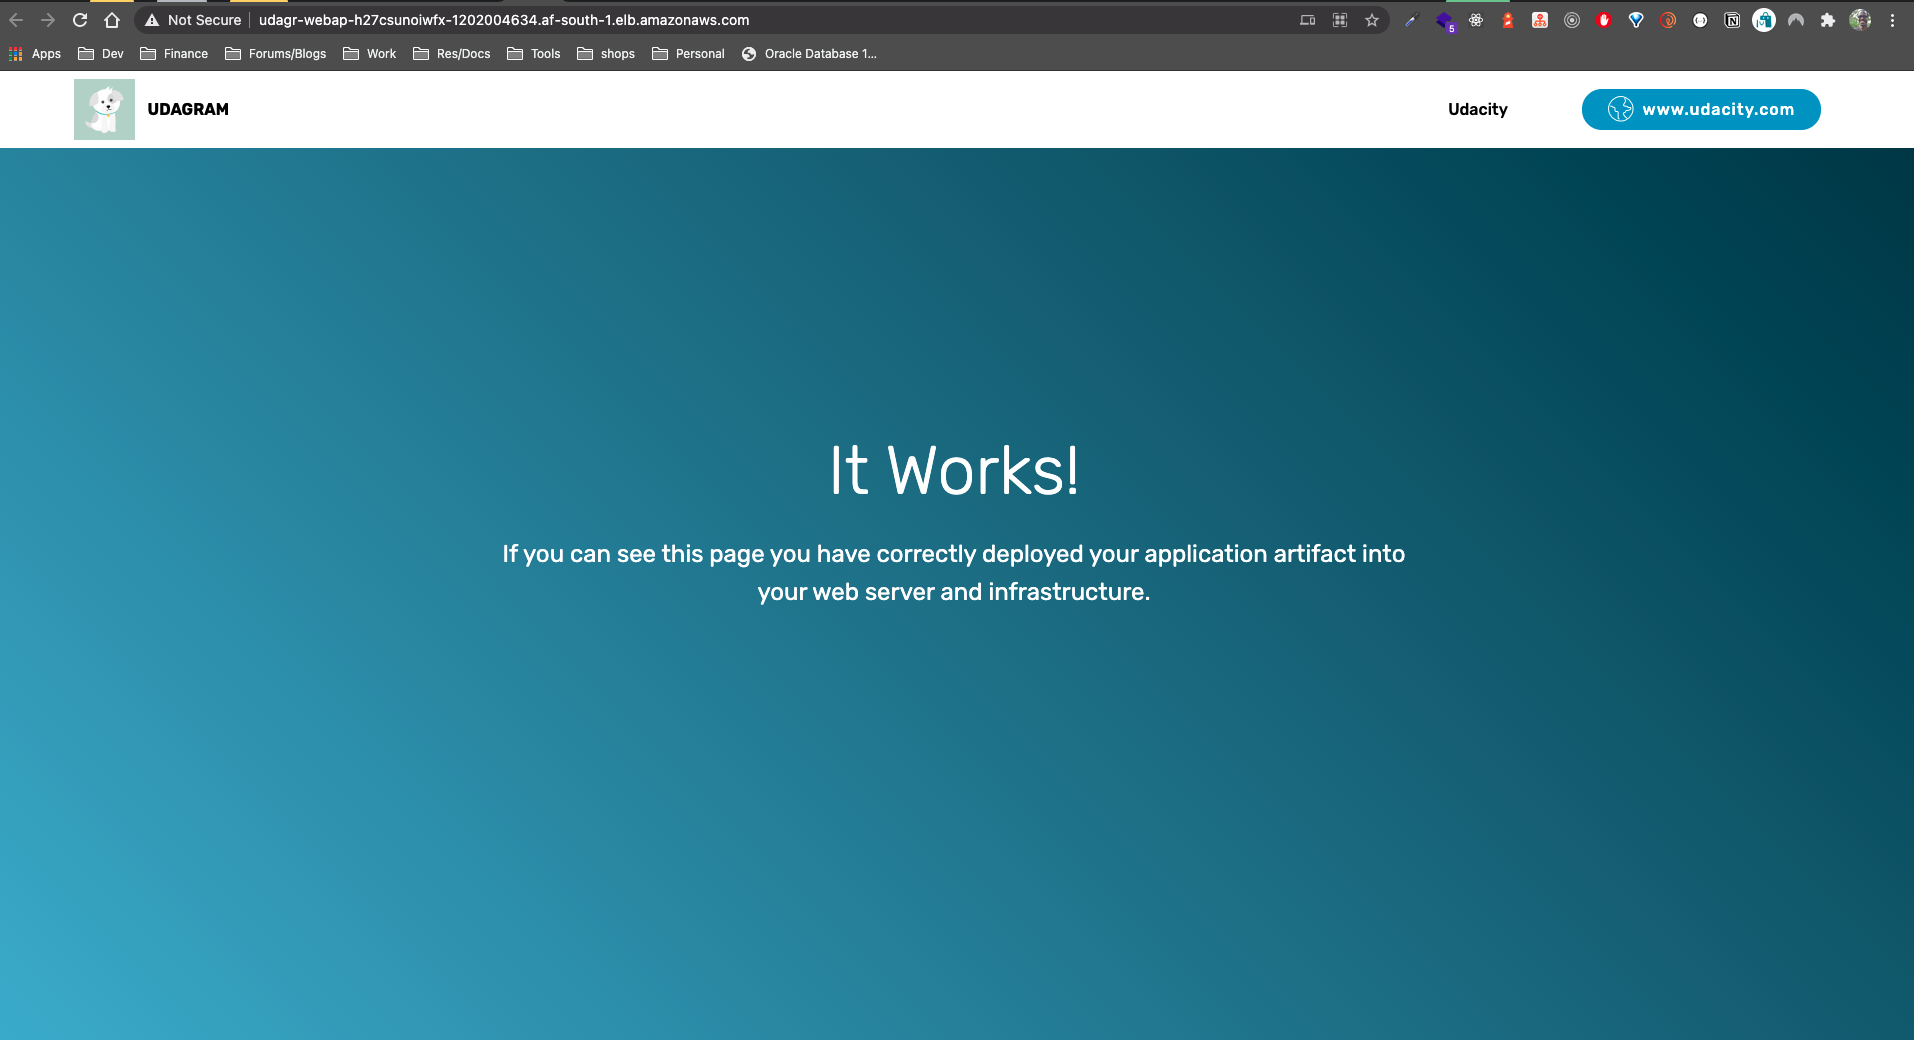 Not Secure
udagr-webap-h27csunoiwfx-1202004634.af-south-1.elb.amazonaws.com
5
Apps
Dev
Finance
Forums/Blogs
Work
Res/Docs
Tools
shops
Personal
Oracle Database 1...
UDAGRAM
Udacity
www.udacity.com
It Works!
If you can see this page you have correctly deployed your application artifact into
your web server and infrastructure.